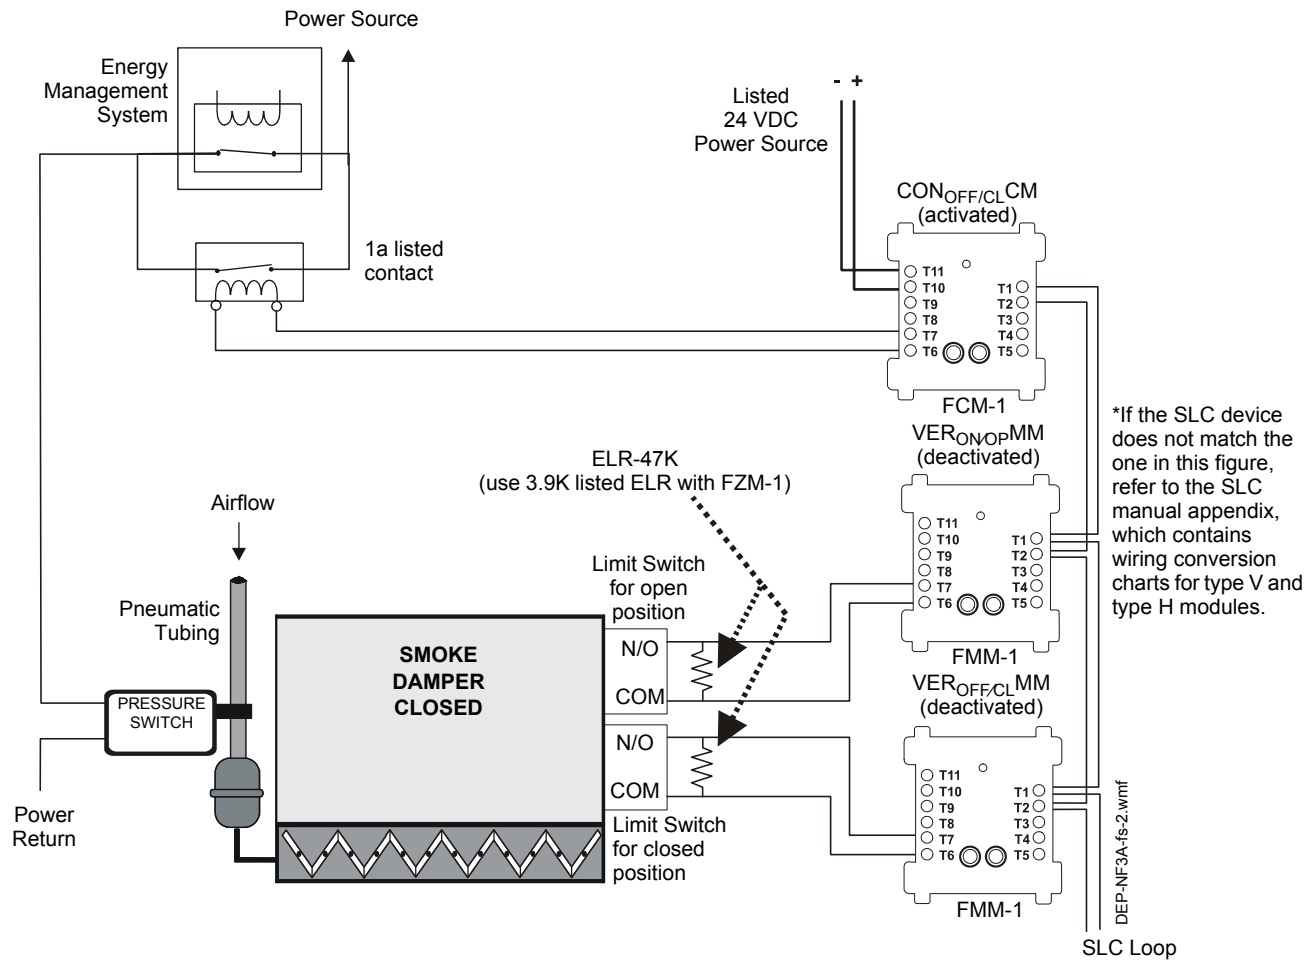 Power Source
Energy
Management
System
- +
Listed
24 VDC
Power Source
CONOFF/CLCM
(activated)
1a listed
contact
T11
T10
T9
T8
T7
T6
T1
T2
T3
T4
T5
FCM-1
VERON/OPMM
(deactivated)
*If the SLC device
does not match the
one in this figure,
refer to the SLC
manual appendix,
which contains
wiring conversion
charts for type V and
type H modules.
ELR-47K
(use 3.9K listed ELR with FZM-1)
T11
T10
T9
T8
T7
T6
T1
T2
T3
T4
T5
FMM-1
Airflow
Pneumatic
Tubing
Limit Switch
for open
position
N/O
COM
SMOKE
DAMPER
CLOSED
PRESSURE
SWITCH
N/O
COM
Limit Switch
for closed
position
Power
Return
VEROFF/CLMM
(deactivated)
T11
T10
T9
T8
T7
T6
T1
T2
T3
T4
T5
FMM-1
DEP-NF3A-fs-2.wmf
SLC Loop